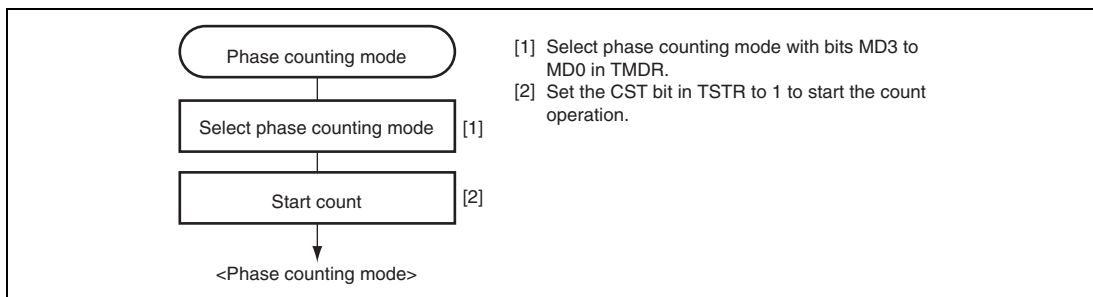 Phase counting mode
Select phase counting mode [1]
Start count [2]
<Phase counting mode>
[1] Select phase counting mode with bits MD3 to
MD0 in TMDR.
[2] Set the CST bit in TSTR to 1 to start the count
operation.